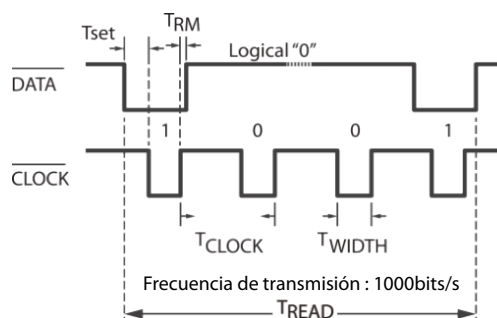 Tset
TRM
Logical "0"
DATA
1 0 0 1
CLOCK
TCLOCK
TWIDTH
Frecuencia de transmisión : 1000bits/s
TREAD